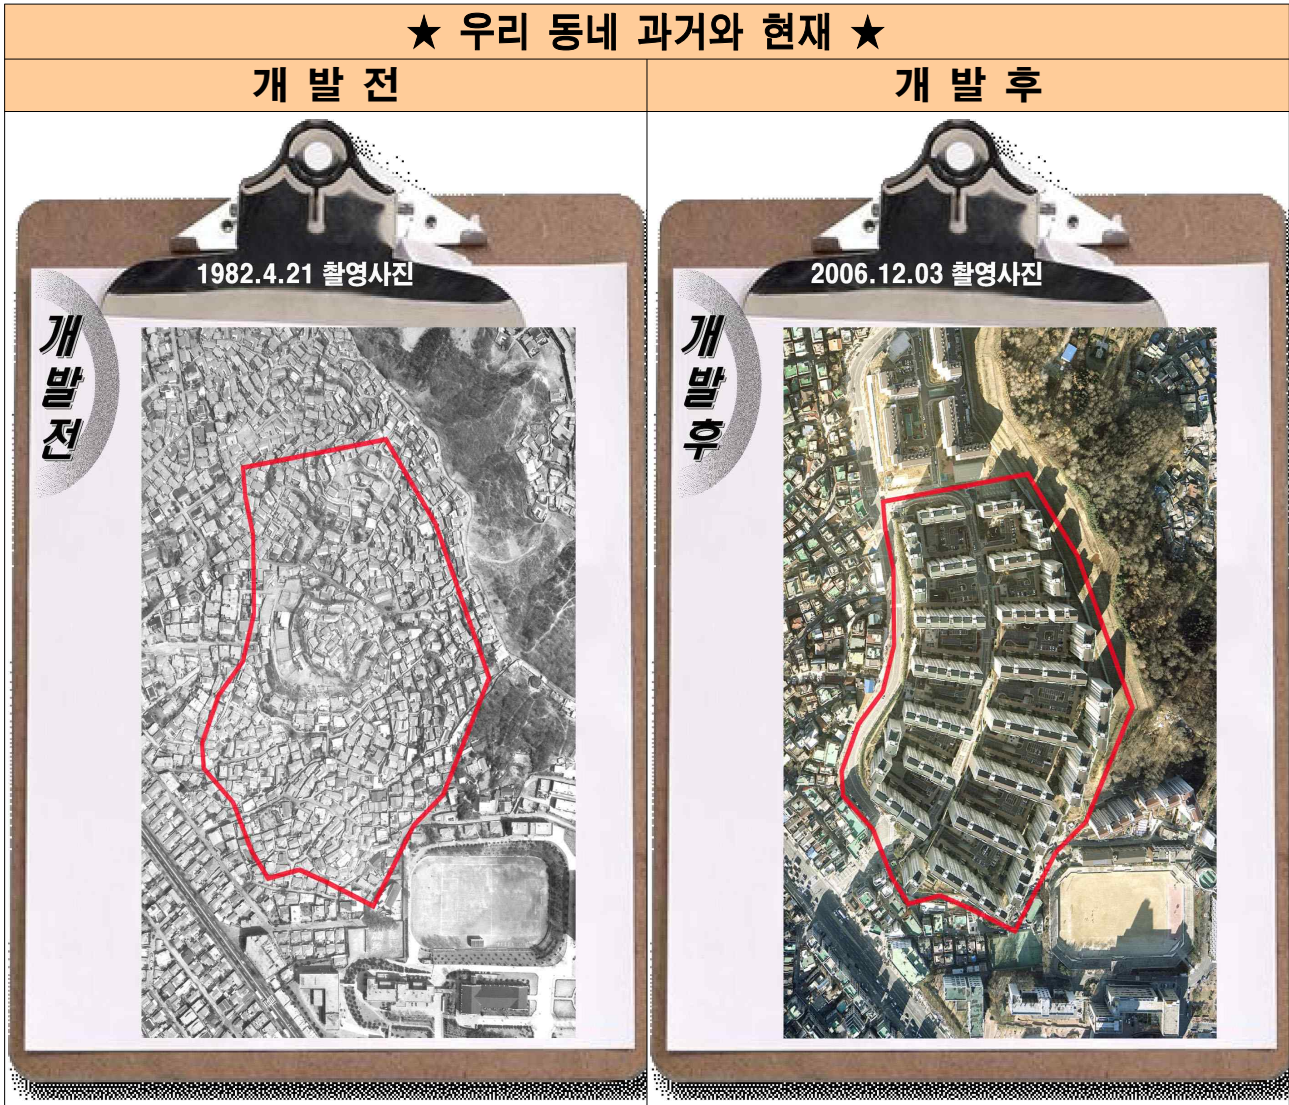 ★ 우리 동네 과거와 현재 ★
개 발 전
개 발 후
1982.4.21 촬영사진
개
발
전
2006.12.03 촬영사진
개
발
후